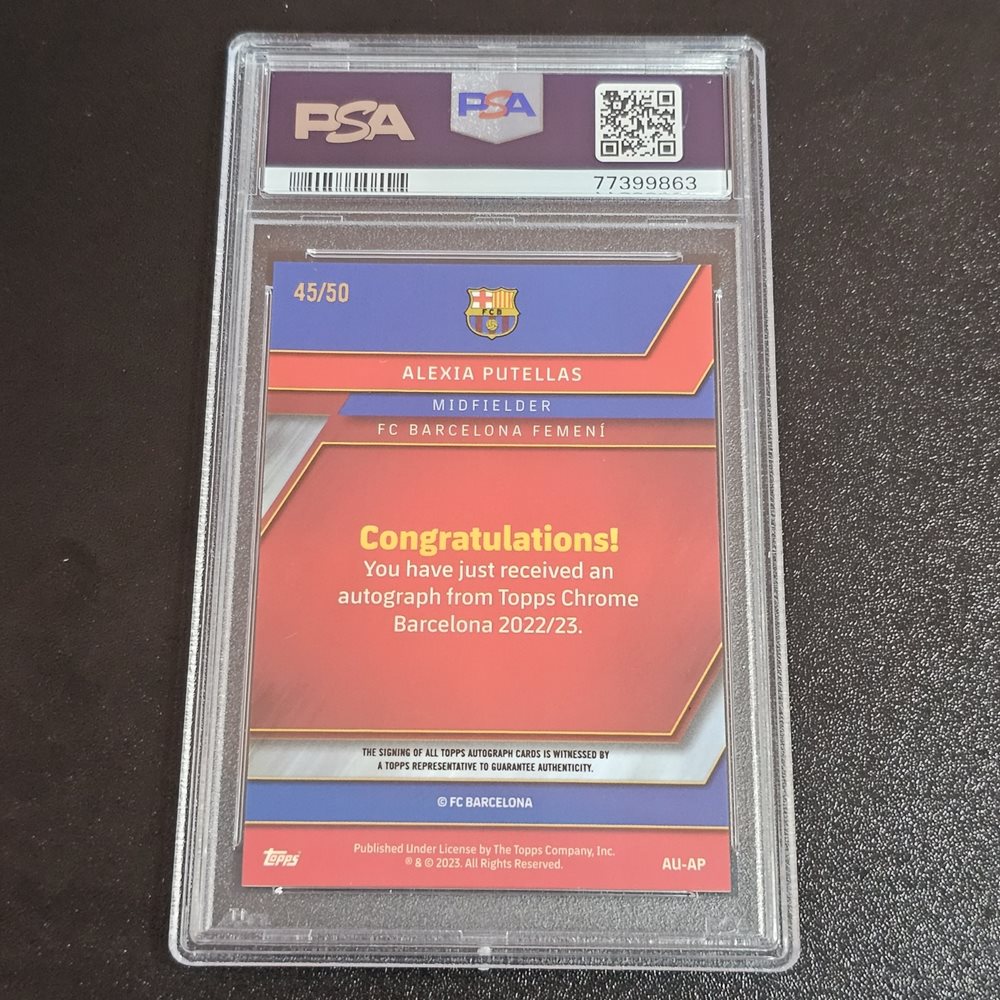 PSA
PSA
77399863
45/50
FCB
ALEXIA PUTELLAS
MIDFIELDER
FC BARCELONA FEMENÍ
Congratulations!
You have just received an
autograph from Topps Chrome
Barcelona 2022/23.
THE SIGNING OF ALL TOPPS AUTOGRAPH CARDS IS WITNESSED BY
A TOPPS REPRESENTATIVE TO GUARANTEE AUTHENTICITY.
© FC BARCELONA
Topps
Published Under License by The Topps Company, Inc.
® & © 2023. All Rights Reserved.
AU-AP